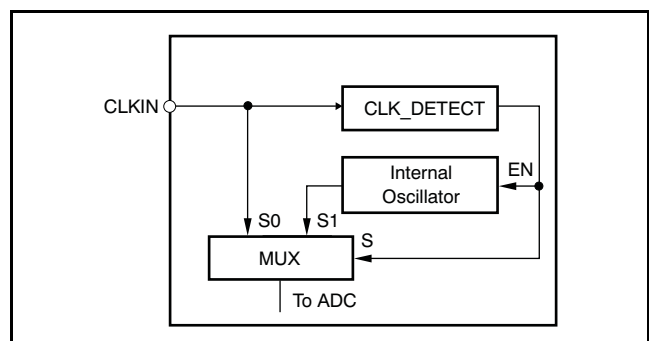 CLKIN
CLK_DETECT
Internal
Oscillator
EN
S0
S1
S
MUX
To ADC